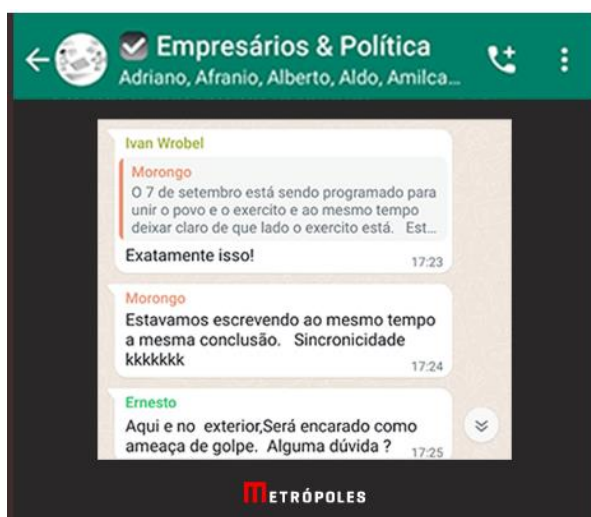 Empresários & Política
Adriano, Afranio, Alberto, Aldo, Amilca...
Ivan Wrobel
Morongo
O 7 de setembro está sendo programado para
unir o povo e o exercito e ao mesmo tempo
deixar claro de que lado o exercito está. Est...
Exatamente isso!
17:23
Morongo
Estavamos escrevendo ao mesmo tempo
a mesma conclusão. Sincronicidade
kkkkkkk
17:24
Ernesto
Aqui e no exterior,Será encarado como
ameaça de golpe. Alguma dúvida ?
17:25
METRÓPOLES